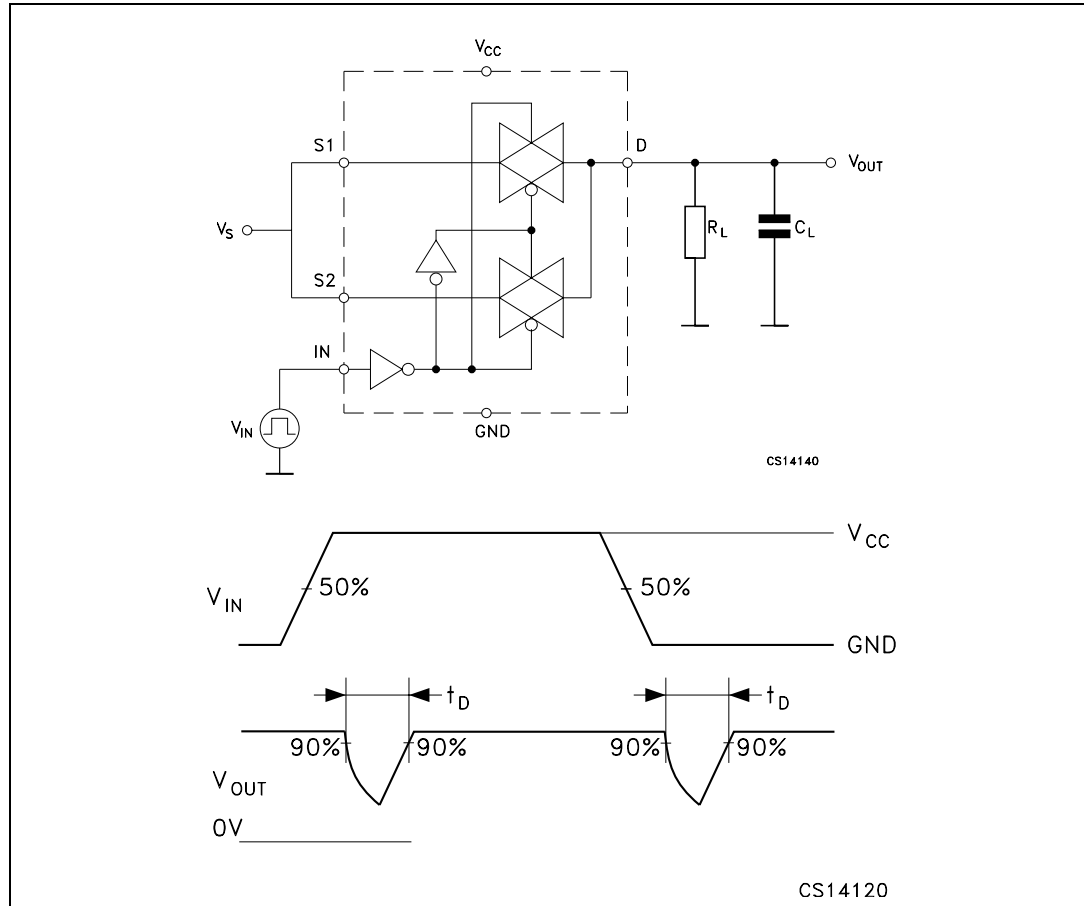 VCC
S1
D
VOUT
VS
RL
CL
S2
IN
VIN
GND
CS14140
VCC
50%
50%
VIN
GND
tD
tD
90%
90%
90%
90%
VOUT
0V
CS14120